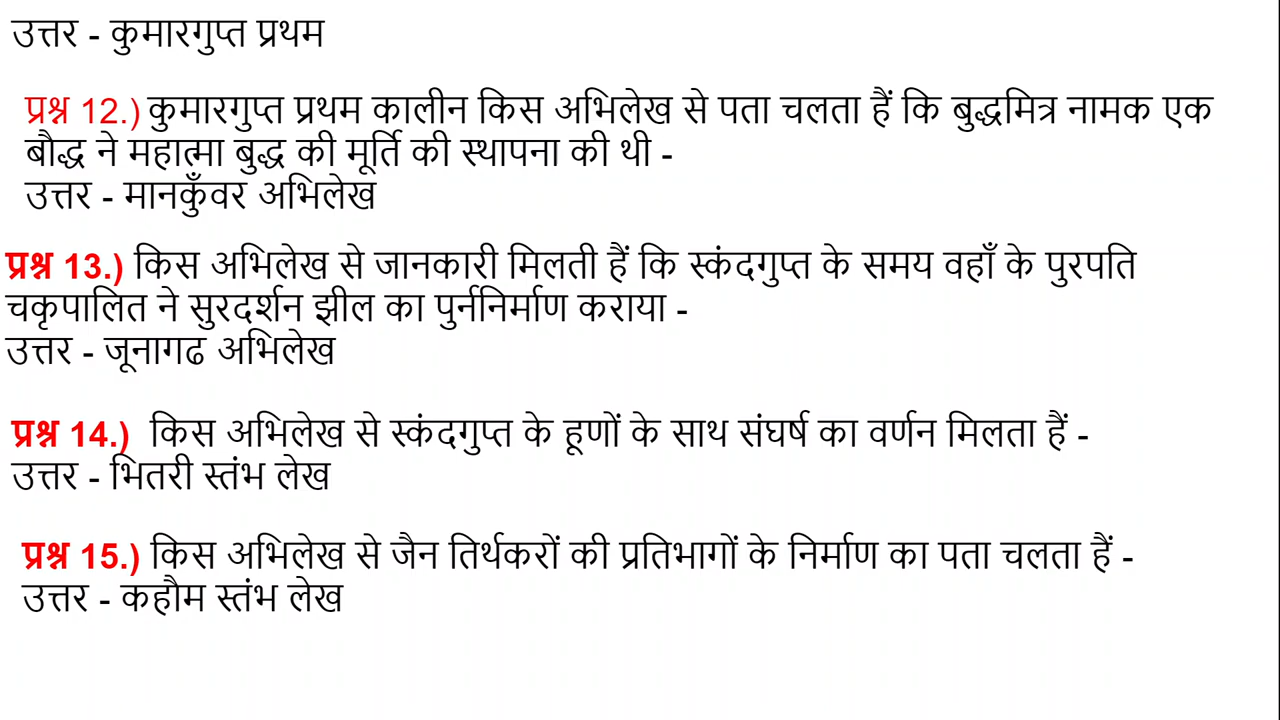 उत्तर - कुमारगुप्त प्रथम
प्रश्न 12.) कुमारगुप्त प्रथम कालीन किस अभिलेख से पता चलता हैं कि बुद्धमित्र नामक एक
बौद्ध ने महात्मा बुद्ध की मूर्ति की स्थापना की थी -
उत्तर - मानकुँवर अभिलेख
प्रश्न 13.) किस अभिलेख से जानकारी मिलती हैं कि स्कंदगुप्त के समय वहाँ के पुरपति
चकृपालित ने सुरदर्शन झील का पुर्ननिर्माण कराया -
उत्तर - जूनागढ अभिलेख
प्रश्न 14.) किस अभिलेख से स्कंदगुप्त के हूणों के साथ संघर्ष का वर्णन मिलता हैं -
उत्तर - भितरी स्तंभ लेख
प्रश्न 15.) किस अभिलेख से जैन तिर्थकरों की प्रतिभागों के निर्माण का पता चलता हैं -
उत्तर - कहौम स्तंभ लेख